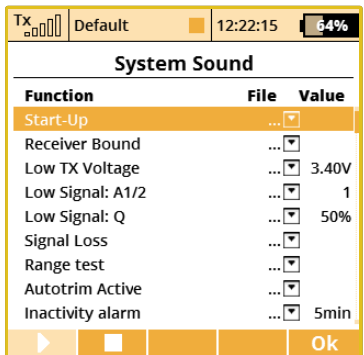 Tx Default 12:22:15 64%
System Sound
Function File Value
Start-Up ...
Receiver Bound ...
Low TX Voltage ... 3.40V
Low Signal: A1/2 ... 1
Low Signal: Q ... 50%
Signal Loss ...
Range test ...
Autotrim Active ...
Inactivity alarm ... 5min
Ok